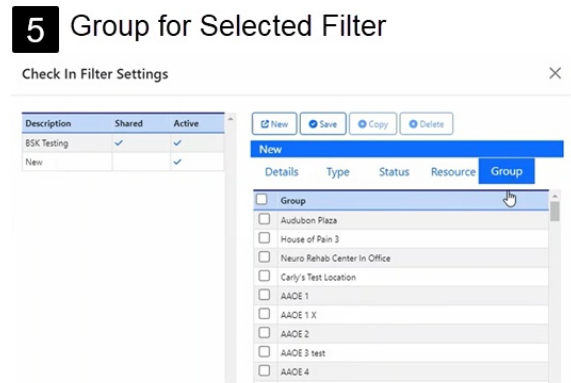 5 Group for Selected Filter
Check In Filter Settings
Description Shared Active
BSK Testing
New
New Save Copy Delete
New
Details Type Status Resource Group
Group
Audubon Plaza
House of Pain 3
Neuro Rehab Center In Office
Carly's Test Location
AAOE 1
AAOE 1 X
AAOE 2
AAOE 3 test
AAOE 4